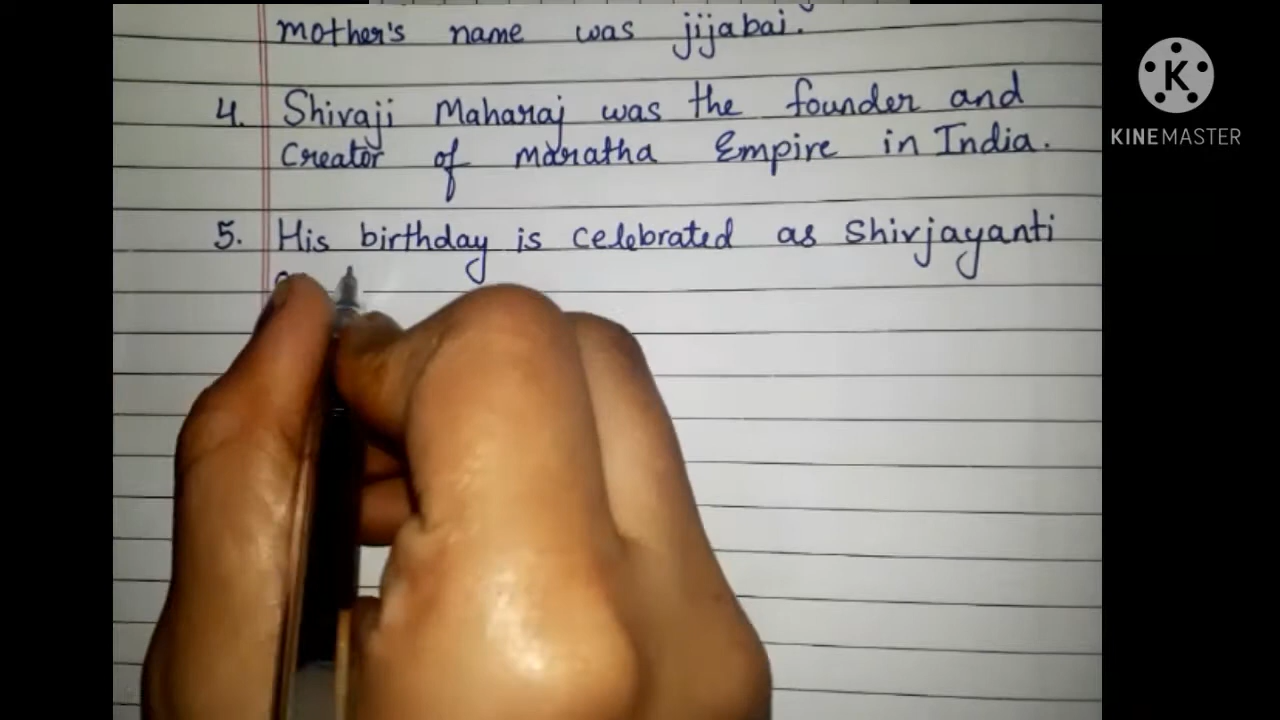 mother's name was jijabai.
4. Shivaji Maharaj was the founder and
Creator of maratha Empire in India.
5. His birthday is celebrated as Shivjayanti
K
KINEMASTER